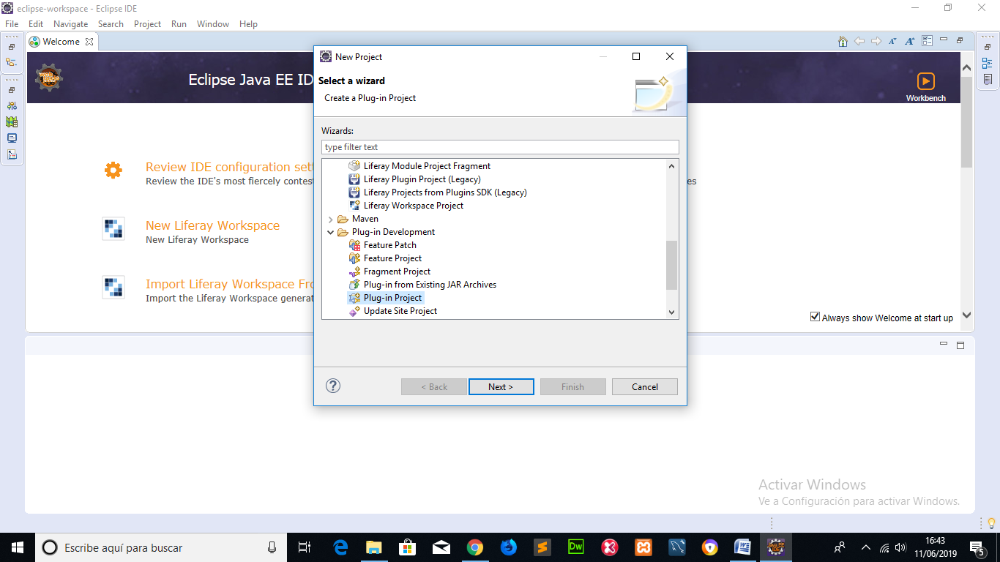 eclipse-workspace - Eclipse IDE
File Edit Navigate Search Project Run Window Help
Welcome
Eclipse Java EE ID
Workbench
Review IDE configuration set
Review the IDE's most fiercely contest
es
New Liferay Workspace
New Liferay Workspace
Import Liferay Workspace Fro
Import the Liferay Workspace generat
Always show Welcome at start up
New Project
Select a wizard
Create a Plug-in Project
Wizards:
type filter text
Liferay Module Project Fragment
Liferay Plugin Project (Legacy)
Liferay Projects from Plugins SDK (Legacy)
Liferay Workspace Project
Maven
Plug-in Development
Feature Patch
Feature Project
Fragment Project
Plug-in from Existing JAR Archives
Plug-in Project
Update Site Project
< Back Next > Finish Cancel
Activar Windows
Ve a Configuración para activar Windows.
Escribe aquí para buscar
Dw
16:43
11/06/2019
5